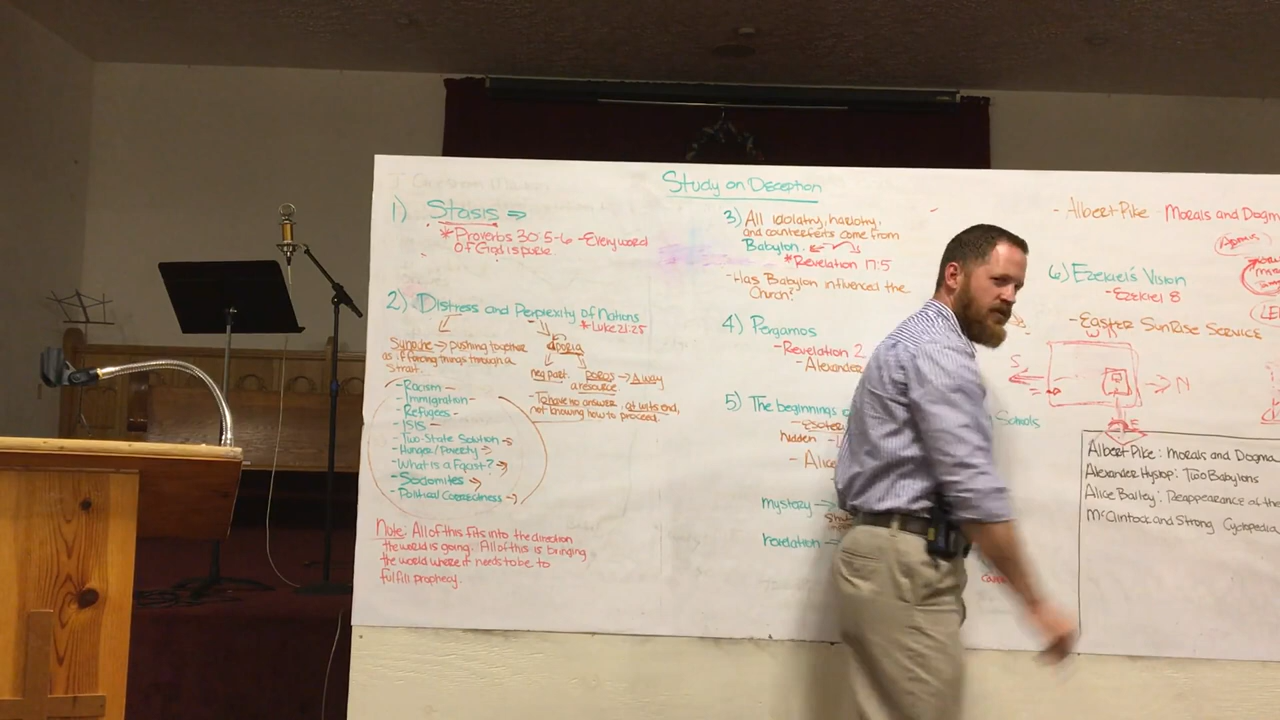 Study on Deception
1) Stasis →
*Proverbs 30:5-6 - Every word
of God is pure.
2) Distress and Perplexity of Nations
*Luke 21:25
→ pushing together
as if forcing things through a
strait.
aporia
neg part. poros → A way
a resource.
- To have no answer, at wits end,
not knowing how to proceed.
- Racism -
- Immigration -
- Refugees -
- ISIS -
- Two-State Solution →
- Hunger/Poverty →
- What is a Facist? →
- Sodomites →
- Political Correctness →
Note: All of this fits into the direction
the world is going. All of this is bringing
the world where it needs to be to
fulfill prophecy.
3) All idolatry, harlotry,
and counterfeits come from
Babylon.
*Revelation 17:5
- Has Babylon influenced the
Church?
4) Pergamos
- Revelation 2
- Alexander
5) The beginnings
hidden
- Alice
mystery →
revelation →
Schools
- Albert Pike - Morals and Dogm
6) Ezekiel's Vision
- Ezekiel 8
- Easter SunRise Service
S
N
E
Albert Pike: Morals and Dogma
Alexander Hyslop: Two Babylons
Alice Bailey: Reappearance of the
McClintock and Strong Cyclopedia